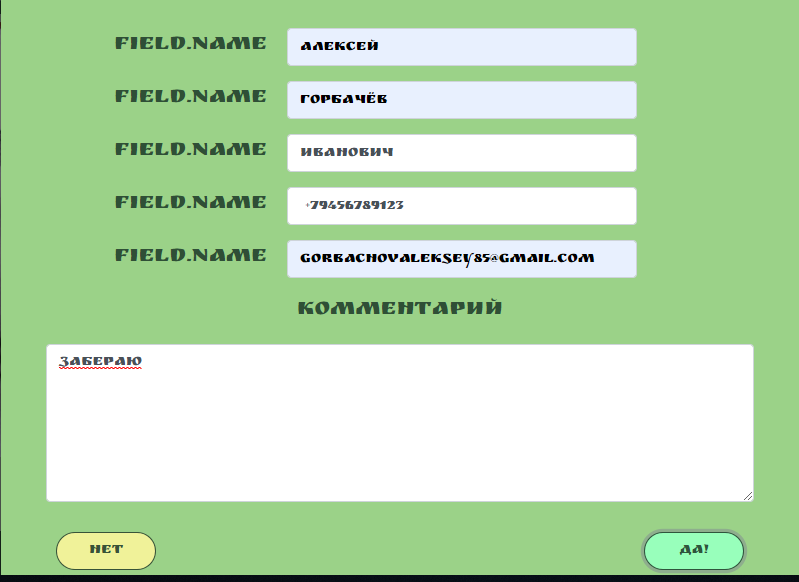 FIELD.NAME АЛЕКСЕЙ
FIELD.NAME ГОРБАЧЁВ
FIELD.NAME ИВАНОВИЧ
FIELD.NAME +79456789123
FIELD.NAME GORBACHOVALEKSEY85@GMAIL.COM
КОММЕНТАРИЙ
ЗАБЕРАЮ
НЕТ ДА!